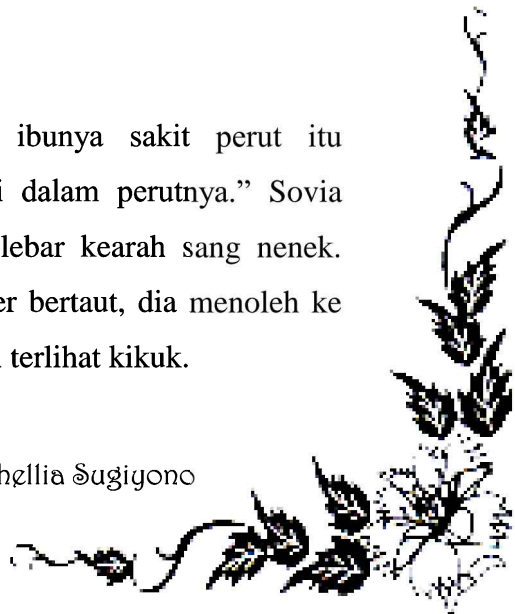 ibunya sakit perut itu
i dalam perutnya.” Sovia
lebar kearah sang nenek.
er bertaut, dia menoleh ke
terlihat kikuk.
hellia Sugiyono